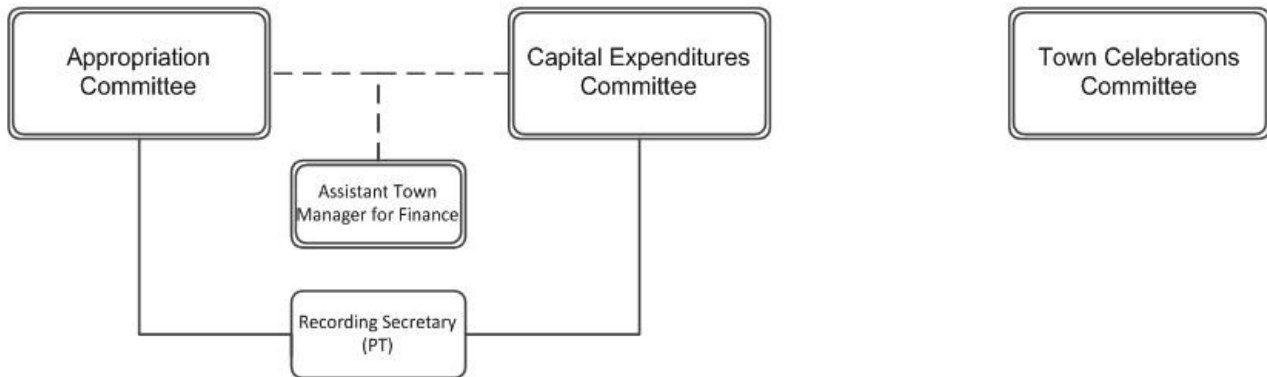 Appropriation
Committee
Capital Expenditures
Committee
Town Celebrations
Committee
Assistant Town
Manager for Finance
Recording Secretary
(PT)